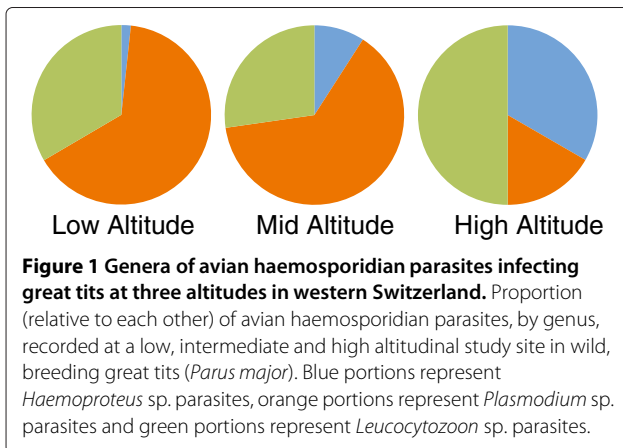 Low Altitude Mid Altitude High Altitude
Figure 1 Genera of avian haemosporidian parasites infecting
great tits at three altitudes in western Switzerland. Proportion
(relative to each other) of avian haemosporidian parasites, by genus,
recorded at a low, intermediate and high altitudinal study site in wild,
breeding great tits (Parus major). Blue portions represent
Haemoproteus sp. parasites, orange portions represent Plasmodium sp.
parasites and green portions represent Leucocytozoon sp. parasites.